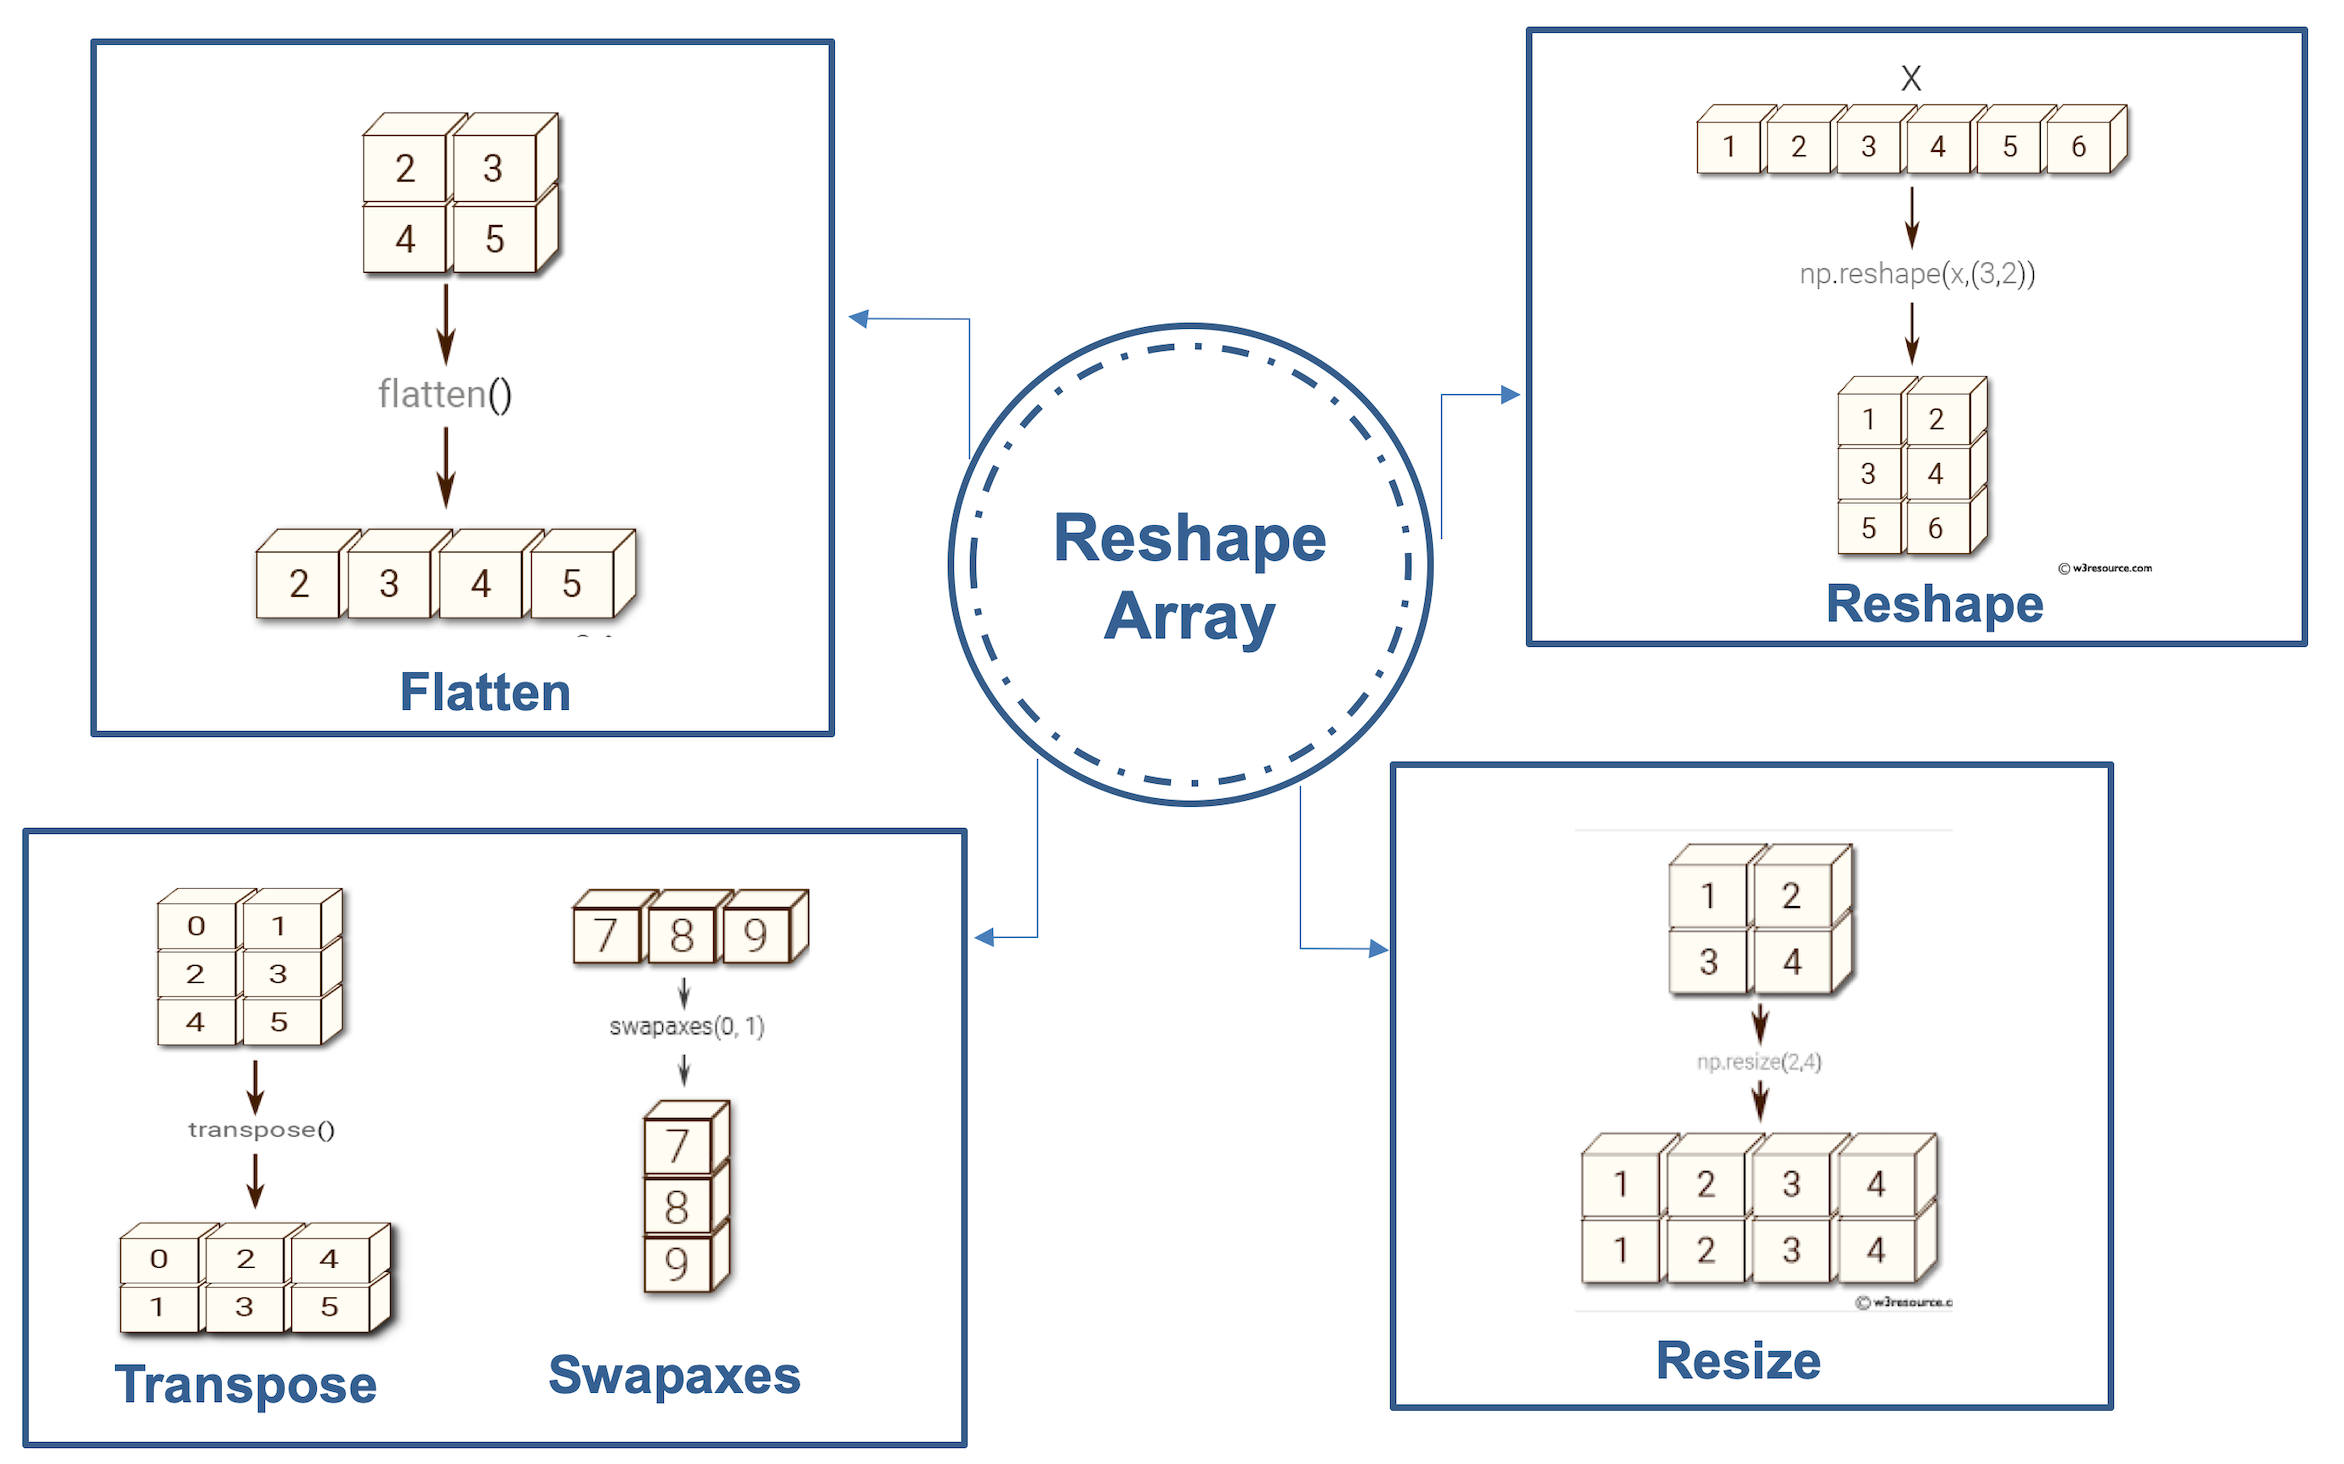 2 3
4 5
flatten()
2 3 4 5
Flatten
X
1 2 3 4 5 6
np.reshape(x,(3,2))
1 2
3 4
5 6
© w3resource.com
Reshape
Reshape
Array
0 1
2 3
4 5
transpose()
0 2 4
1 3 5
Transpose
7 8 9
swapaxes(0, 1)
7
8
9
Swapaxes
1 2
3 4
np.resize(2,4)
1 2 3 4
1 2 3 4
© w3resource.c
Resize